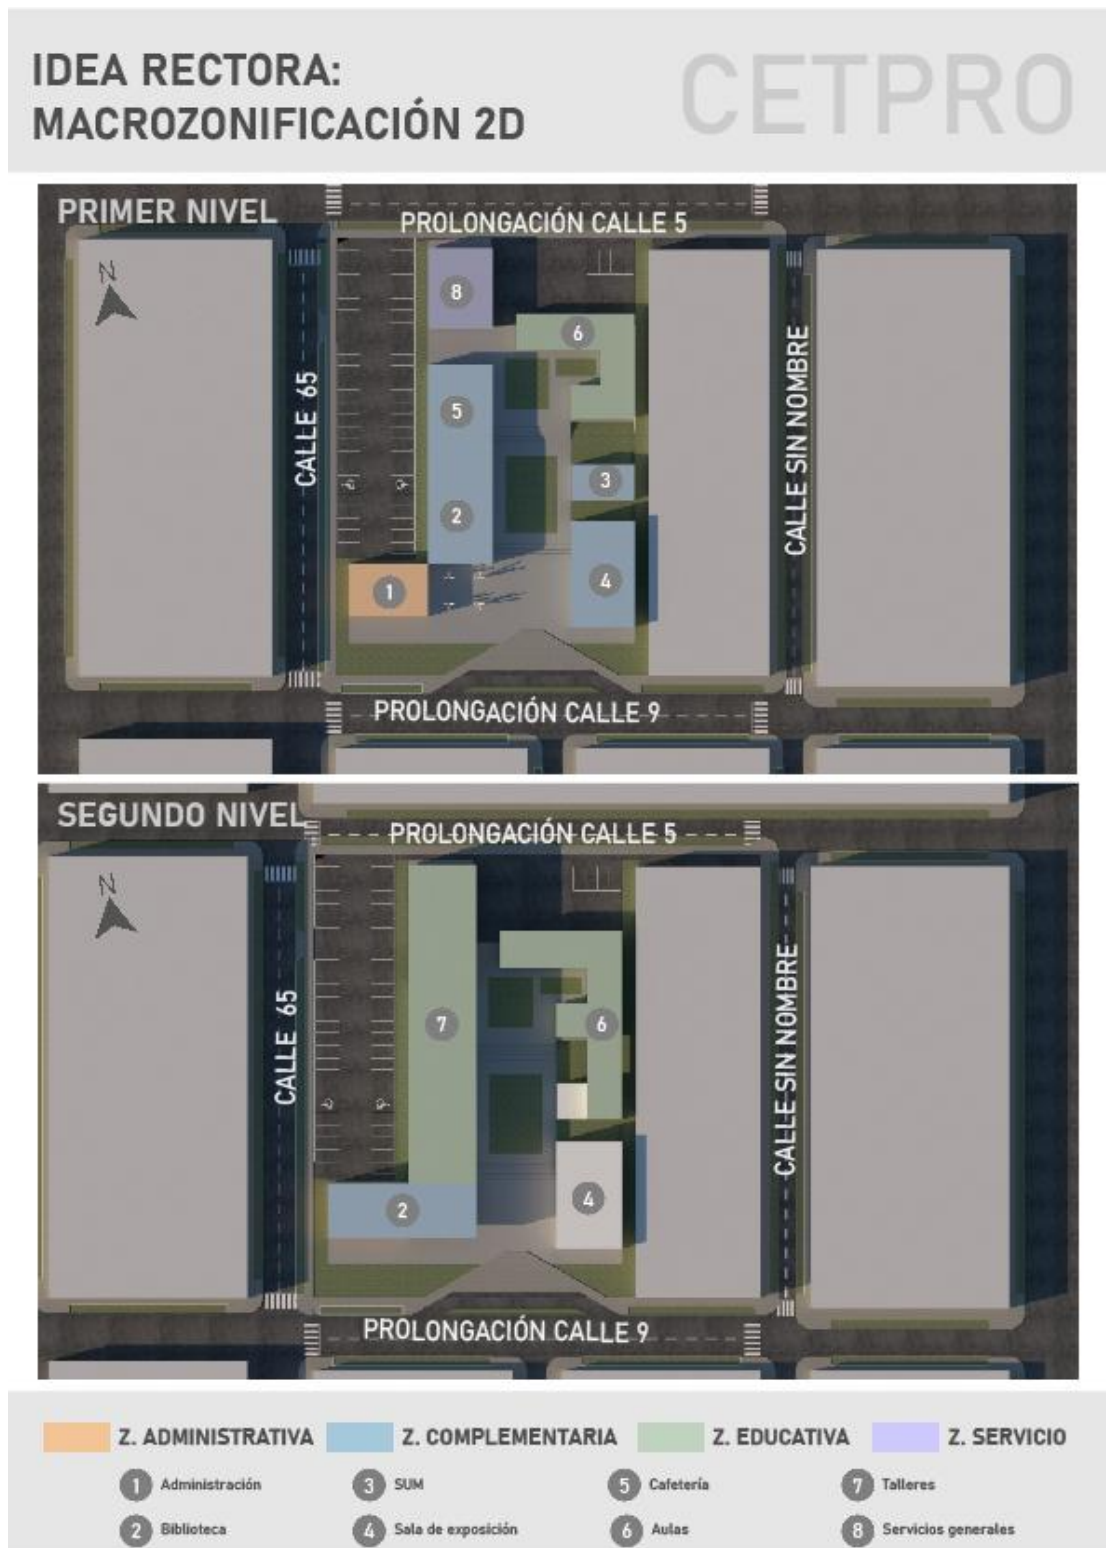 IDEA RECTORA:
MACROZONIFICACIÓN 2D
CETPRO
PRIMER NIVEL
PROLONGACIÓN CALLE 5
N
8
6
5
CALLE 65
CALLE SIN NOMBRE
3
2
4
1
PROLONGACIÓN CALLE 9
SEGUNDO NIVEL
PROLONGACIÓN CALLE 5
N
7
6
CALLE 65
CALLE SIN NOMBRE
2
4
PROLONGACIÓN CALLE 9
Z. ADMINISTRATIVA
Z. COMPLEMENTARIA
Z. EDUCATIVA
Z. SERVICIO
1 Administración
3 SUM
5 Cafetería
7 Talleres
2 Biblioteca
4 Sala de exposición
6 Aulas
8 Servicios generales